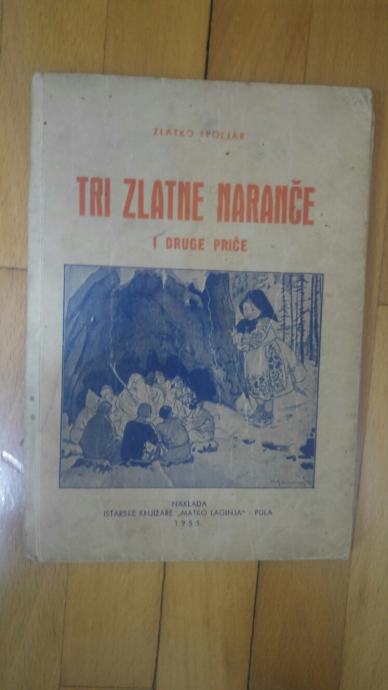 ZLATKO ŠPOLJAR
TRI ZLATNE NARANČE
I DRUGE PRIČE
NAKLADA
ISTARSKE KNJIŽARE „MATKO LAGINJA" - PULA
1955.